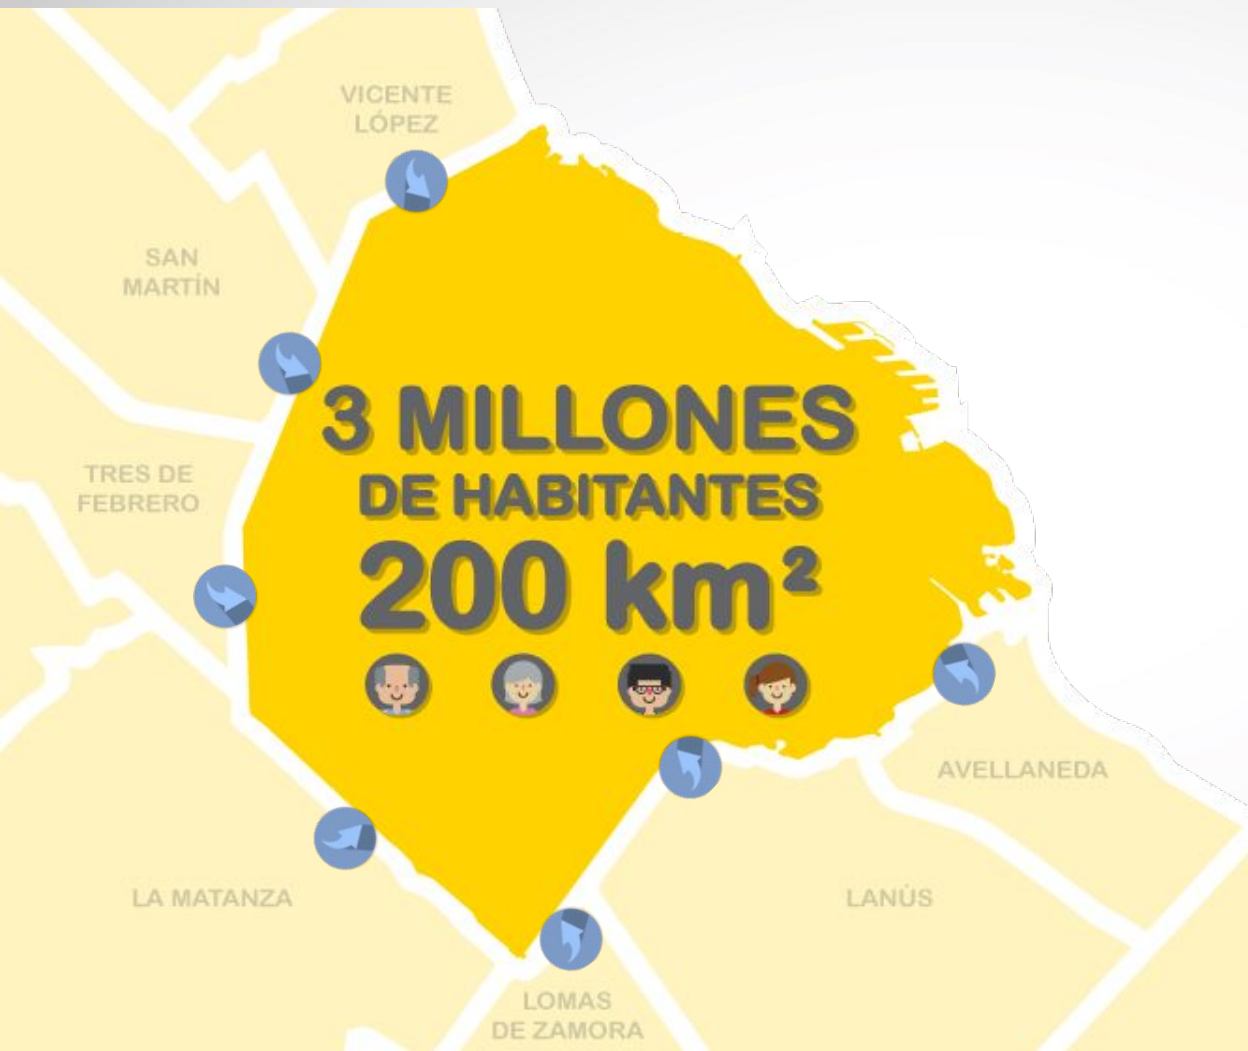 VICENTE
LÓPEZ
SAN
MARTÍN
3 MILLONES
DE HABITANTES
TRES DE
FEBRERO
200 km²
AVELLANEDA
LA MATANZA
LANÚS
LOMAS
DE ZAMORA